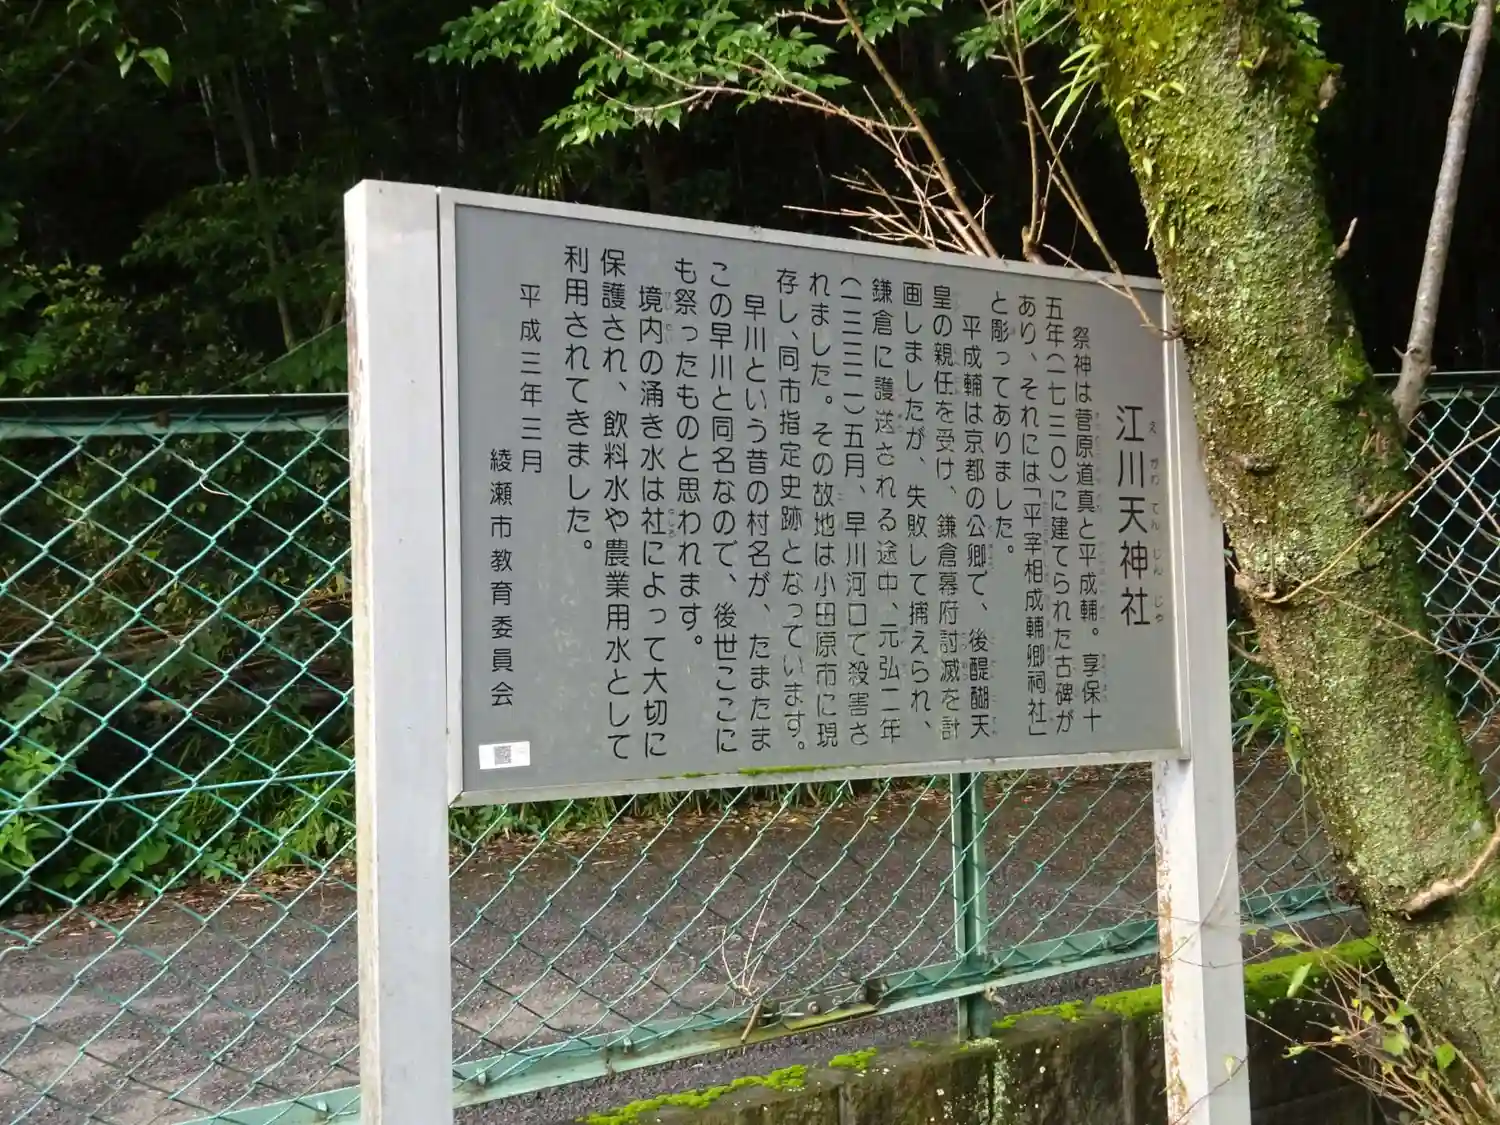 江川天神社
えがわてんじんじゃ
祭神は菅原道真と平成輔。享保十
五年(一七三〇)に建てられた古碑が
あり、それには「平宰相成輔卿祠社」
と彫ってありました。
平成輔は京都の公卿で、後醍醐天
皇の親任を受け、鎌倉幕府討滅を計
画しましたが、失敗して捕えられ、
鎌倉に護送される途中、元弘二年
(一三三二)五月、早川河口で殺害さ
れました。その故地は小田原市に現
存し、同市指定史跡となっています。
早川という昔の村名が、たまたま
この早川と同名なので、後世ここに
も祭ったものと思われます。
境内の涌き水は社によって大切に
保護され、飲料水や農業用水として
利用されてきました。
平成三年三月
綾瀬市教育委員会